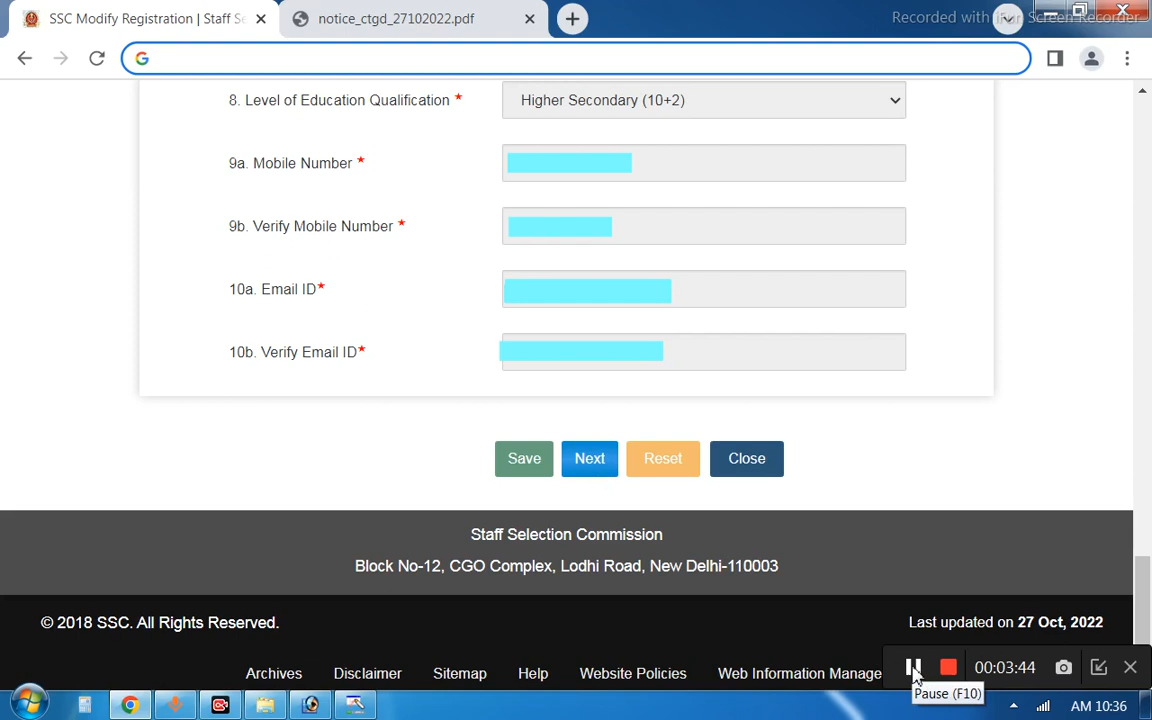 SSC Modify Registration | Staff Se
notice_ctgd_27102022.pdf
Recorded with iFun Screen Recorder
8. Level of Education Qualification *
Higher Secondary (10+2)
9a. Mobile Number *
9b. Verify Mobile Number *
10a. Email ID*
10b. Verify Email ID*
Save
Next
Reset
Close
Staff Selection Commission
Block No-12, CGO Complex, Lodhi Road, New Delhi-110003
© 2018 SSC. All Rights Reserved.
Last updated on 27 Oct, 2022
Archives
Disclaimer
Sitemap
Help
Website Policies
Web Information Manage
00:03:44
Pause (F10)
AM 10:36